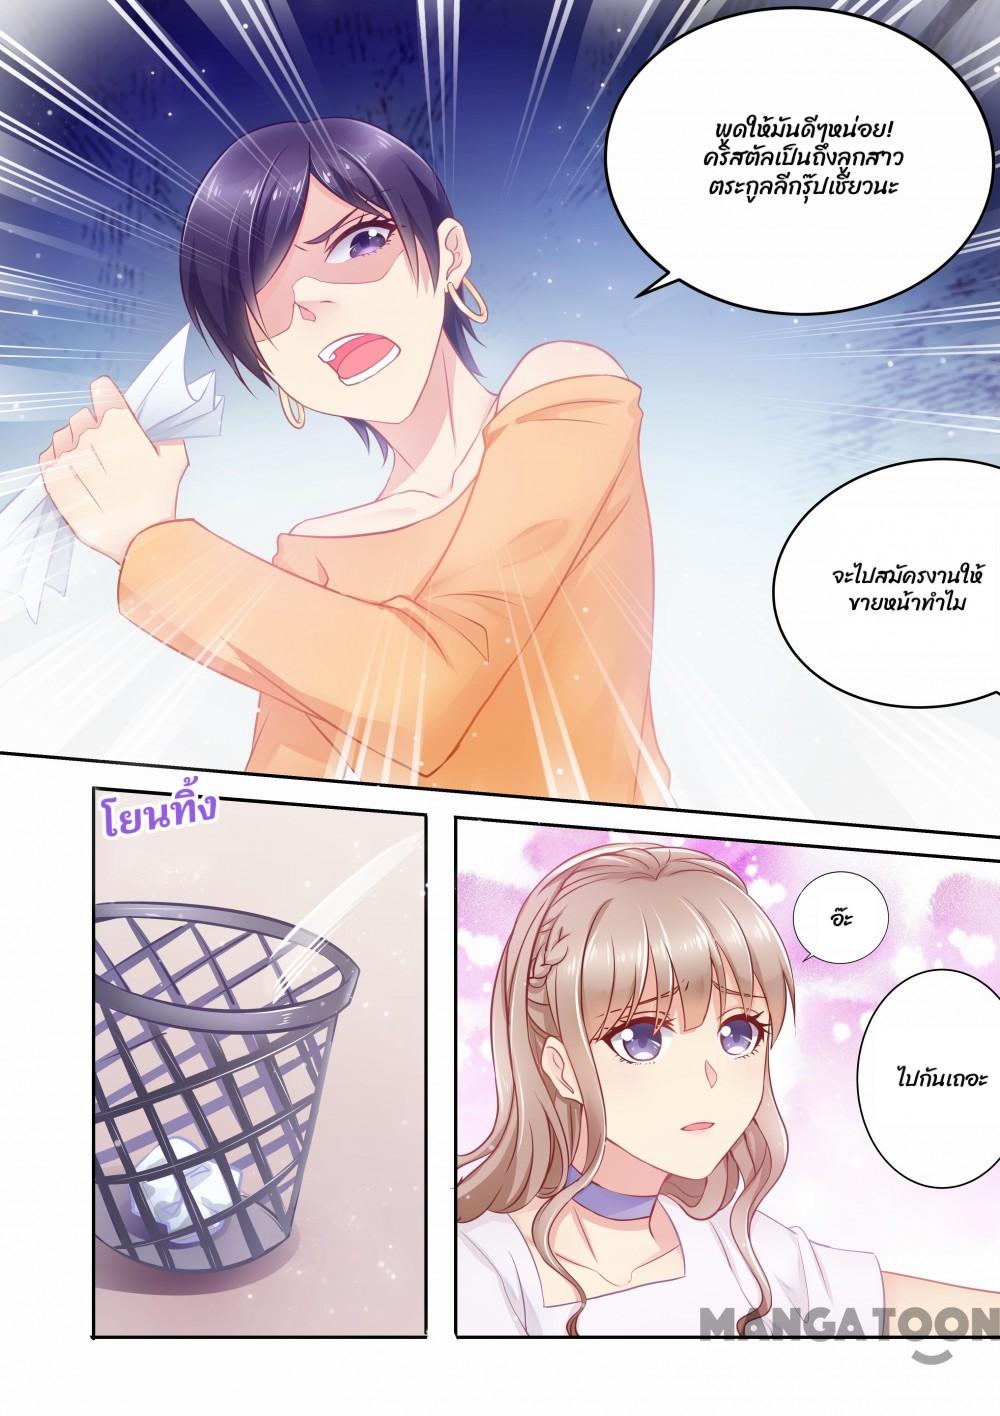 พูดให้มันดีๆหน่อย!
คริสตัลเป็นถึงลูกสาว
ตระกูลลีกรุ๊ปเชียวนะ
จะไปสมัครงานให้
ขายหน้าทำไม
โยนทิ้ง
อ๊ะ
ไปกันเถอะ
MANGATOON